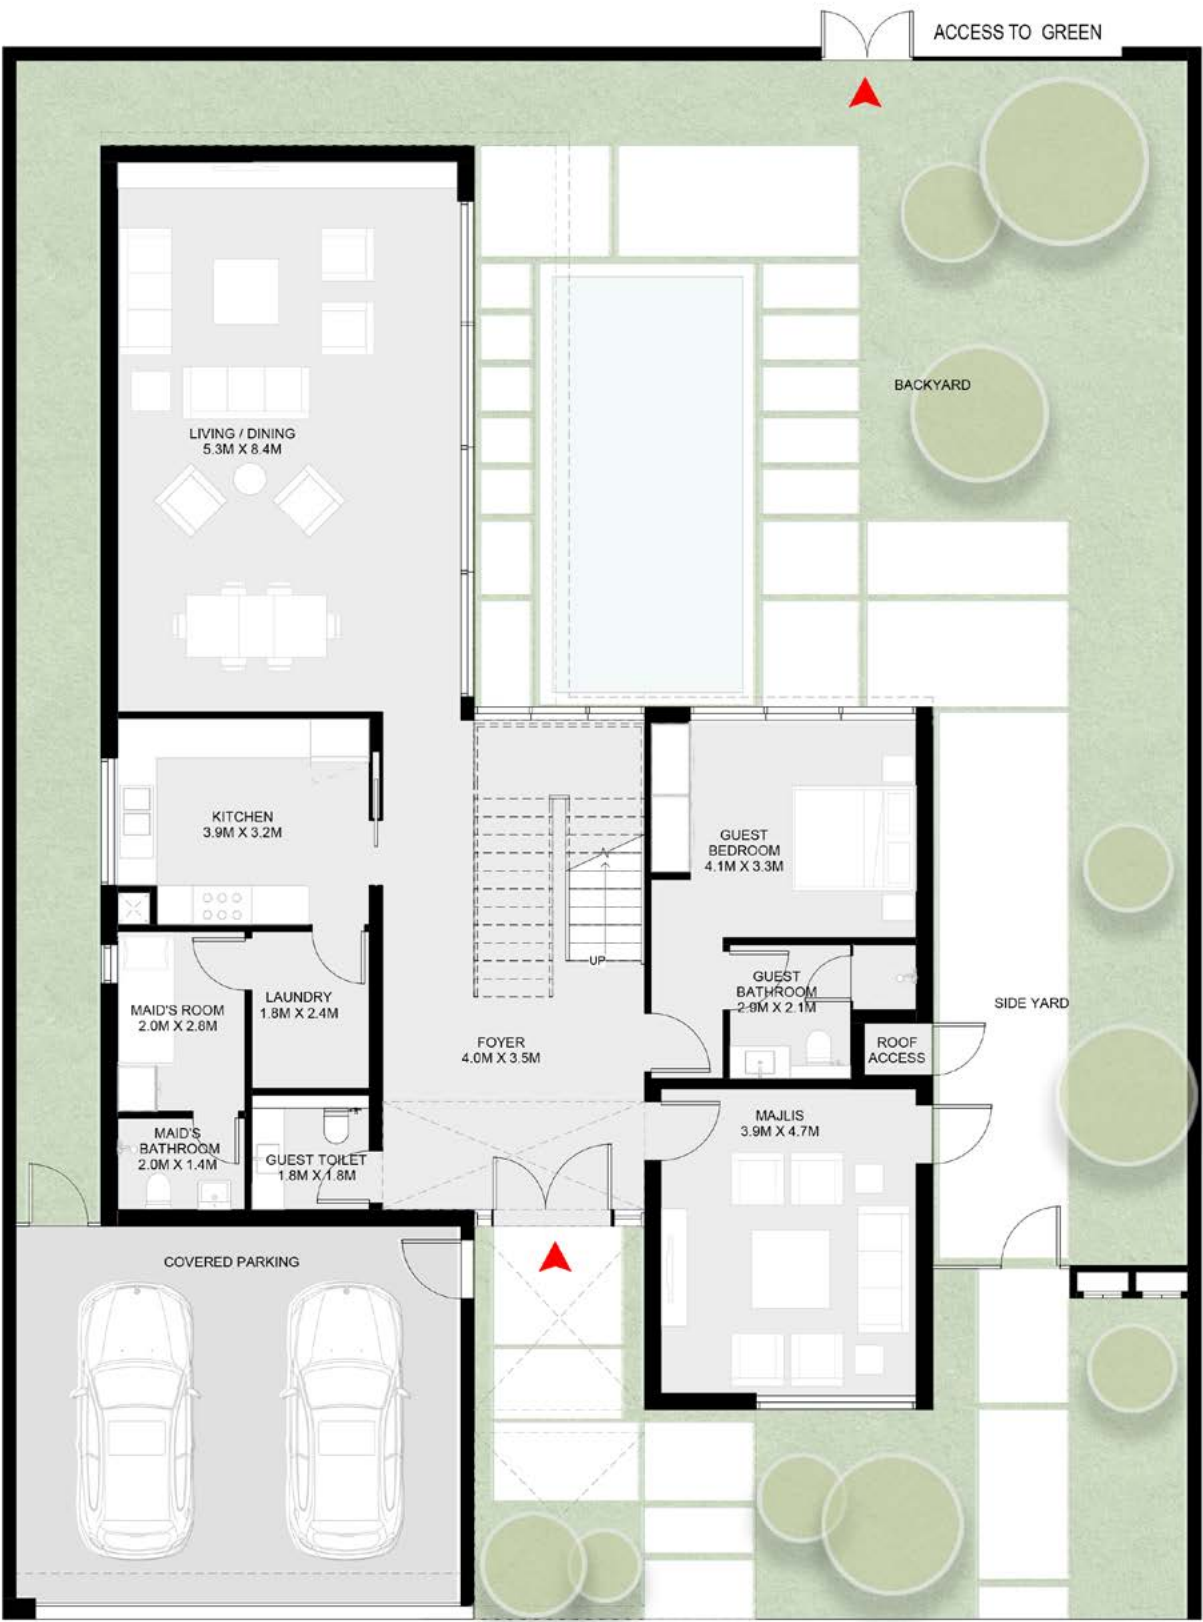 ACCESS TO GREEN
BACKYARD
LIVING / DINING
5.3M X 8.4M
KITCHEN
3.9M X 3.2M
GUEST
BEDROOM
4.1M X 3.3M
UP
GUEST
BATHROOM
2.9M X 2.1M
MAID'S ROOM
2.0M X 2.8M
LAUNDRY
1.8M X 2.4M
SIDE YARD
FOYER
4.0M X 3.5M
ROOF
ACCESS
MAJLIS
3.9M X 4.7M
MAID'S
BATHROOM
2.0M X 1.4M
GUEST TOILET
1.8M X 1.8M
COVERED PARKING